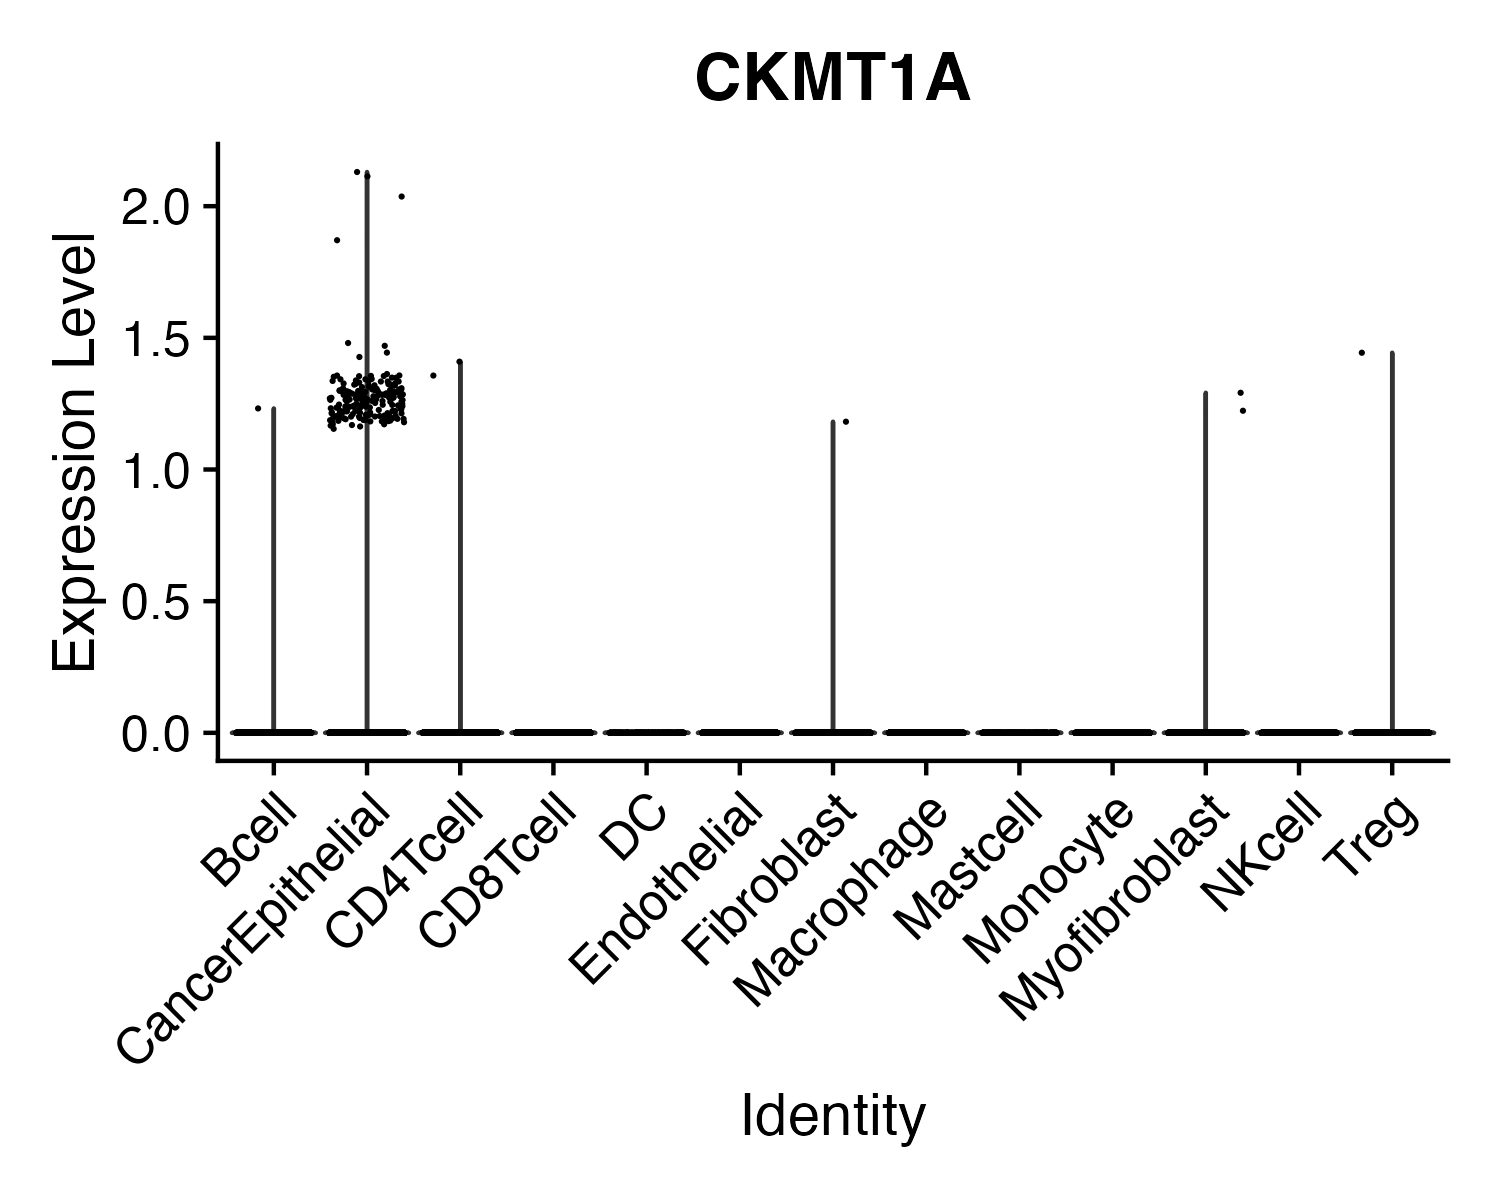 CKMT1A
Expression Level
2.0
1.5
1.0
0.5
0.0
Bcell
CancerEpithelial
CD4Tcell
CD8Tcell
DC
Endothelial
Fibroblast
Macrophage
Mastcell
Monocyte
Myofibroblast
NKcell
Treg
Identity